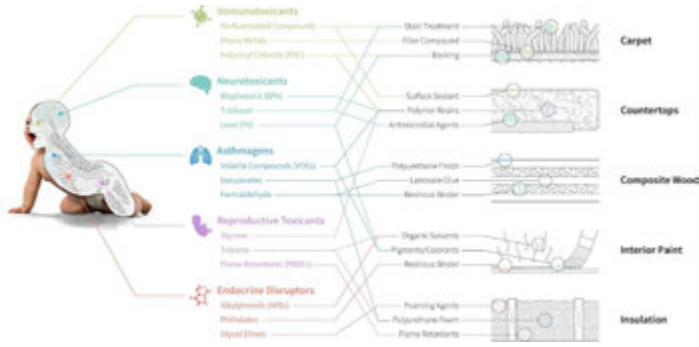 Immunotoxicants
Perfluorinated Compounds
Heavy Metals
Polyvinyl Chloride (PVC)
Neurotoxicants
Bisphenol A (BPA)
Triclosan
Lead (Pb)
Asthmagens
Volatile Compounds (VOCs)
Isocyanates
Formaldehyde
Reproductive Toxicants
Styrene
Toluene
Flame Retardants (PBDEs)
Endocrine Disruptors
Alkylphenols (APEs)
Phthalates
Glycol Ethers
Stain Treatment
Fiber Compound
Backing
Surface Sealant
Polymer Resins
Antimicrobial Agents
Polyurethane Finish
Laminate Glue
Resinous Binder
Organic Solvents
Pigments/Colorants
Resinous Binder
Foaming Agents
Polyurethane Foam
Flame Retardants
Carpet
Countertops
Composite Wood
Interior Paint
Insulation